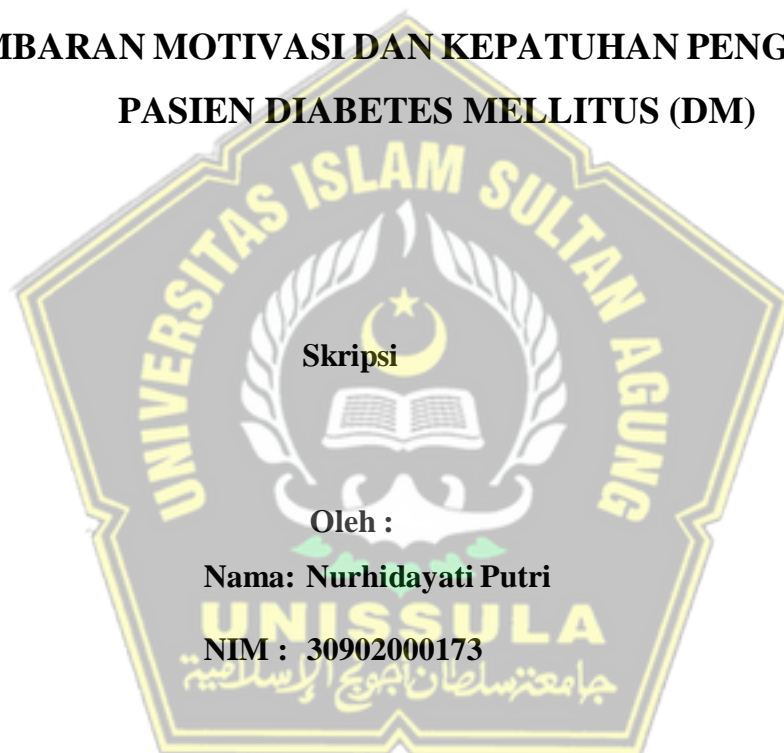 MBARAN MOTIVASI DAN KEPATUHAN PENG
PASIEN DIABETES MELLITUS (DM)
UNIVERSITAS ISLAM SULTAN AGUNG
Skripsi
Oleh :
Nama: Nurhidayati Putri
UNISSULA
NIM : 30902000173
جامعة سلطان أجونج الإسلامية